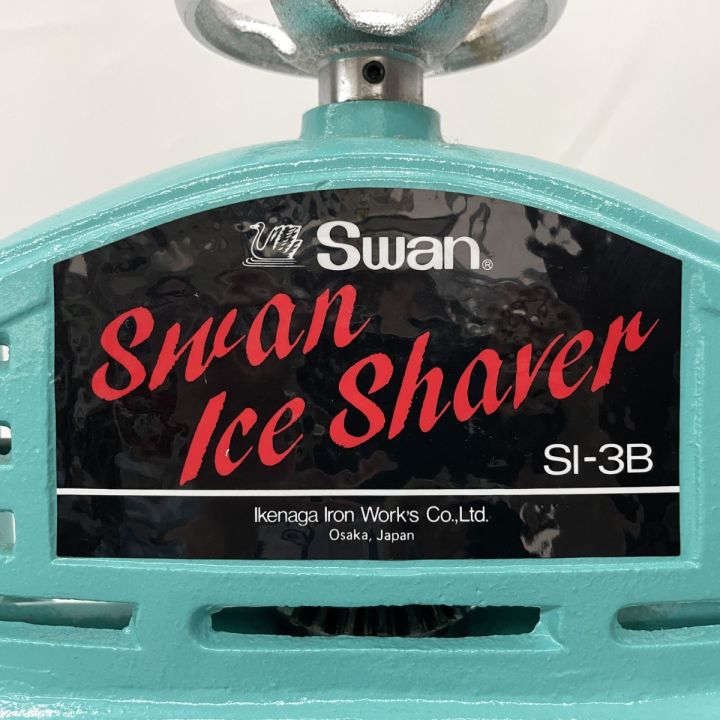 Swan®
Swan
Ice Shaver
SI-3B
Ikenaga Iron Work's Co.,Ltd.
Osaka, Japan